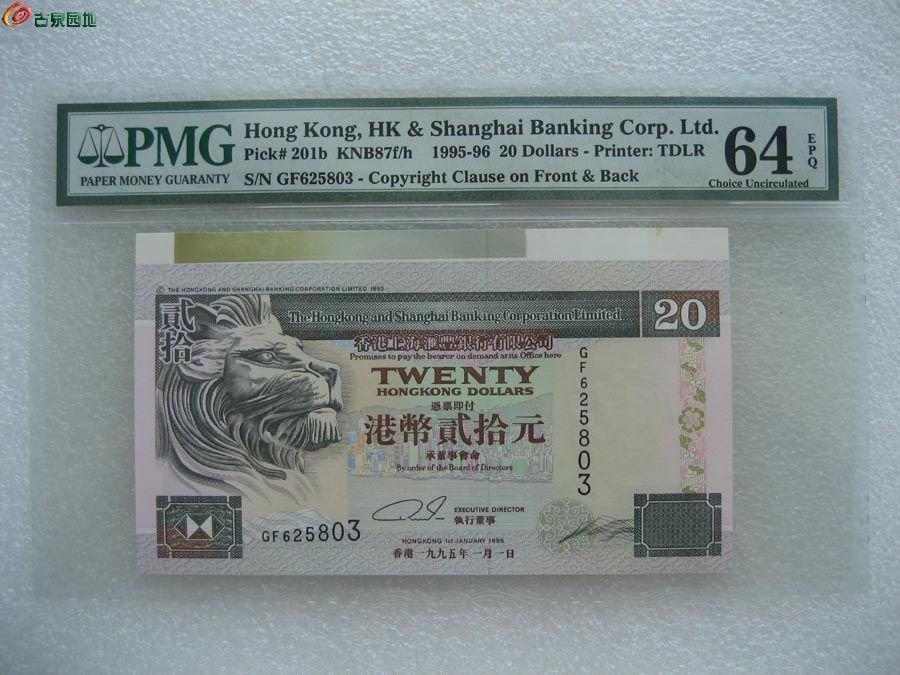 古泉园地
PMG
PAPER MONEY GUARANTY
Hong Kong, HK & Shanghai Banking Corp. Ltd.
Pick# 201b KNB87f/h 1995-96 20 Dollars - Printer: TDLR
S/N GF625803 - Copyright Clause on Front & Back
64
EPQ
Choice Uncirculated
© THE HONGKONG AND SHANGHAI BANKING CORPORATION LIMITED 1993
貳拾
The Hongkong and Shanghai Banking Corporation Limited
20
香港上海滙豐銀行有限公司
Promises to pay the bearer on demand at its Office here
TWENTY
HONGKONG DOLLARS
憑票即付
港幣貳拾元
承董事會命
By order of the Board of Directors
GF625803
EXECUTIVE DIRECTOR
執行董事
GF625803
HONGKONG 1st JANUARY 1995
香港一九九五年一月一日